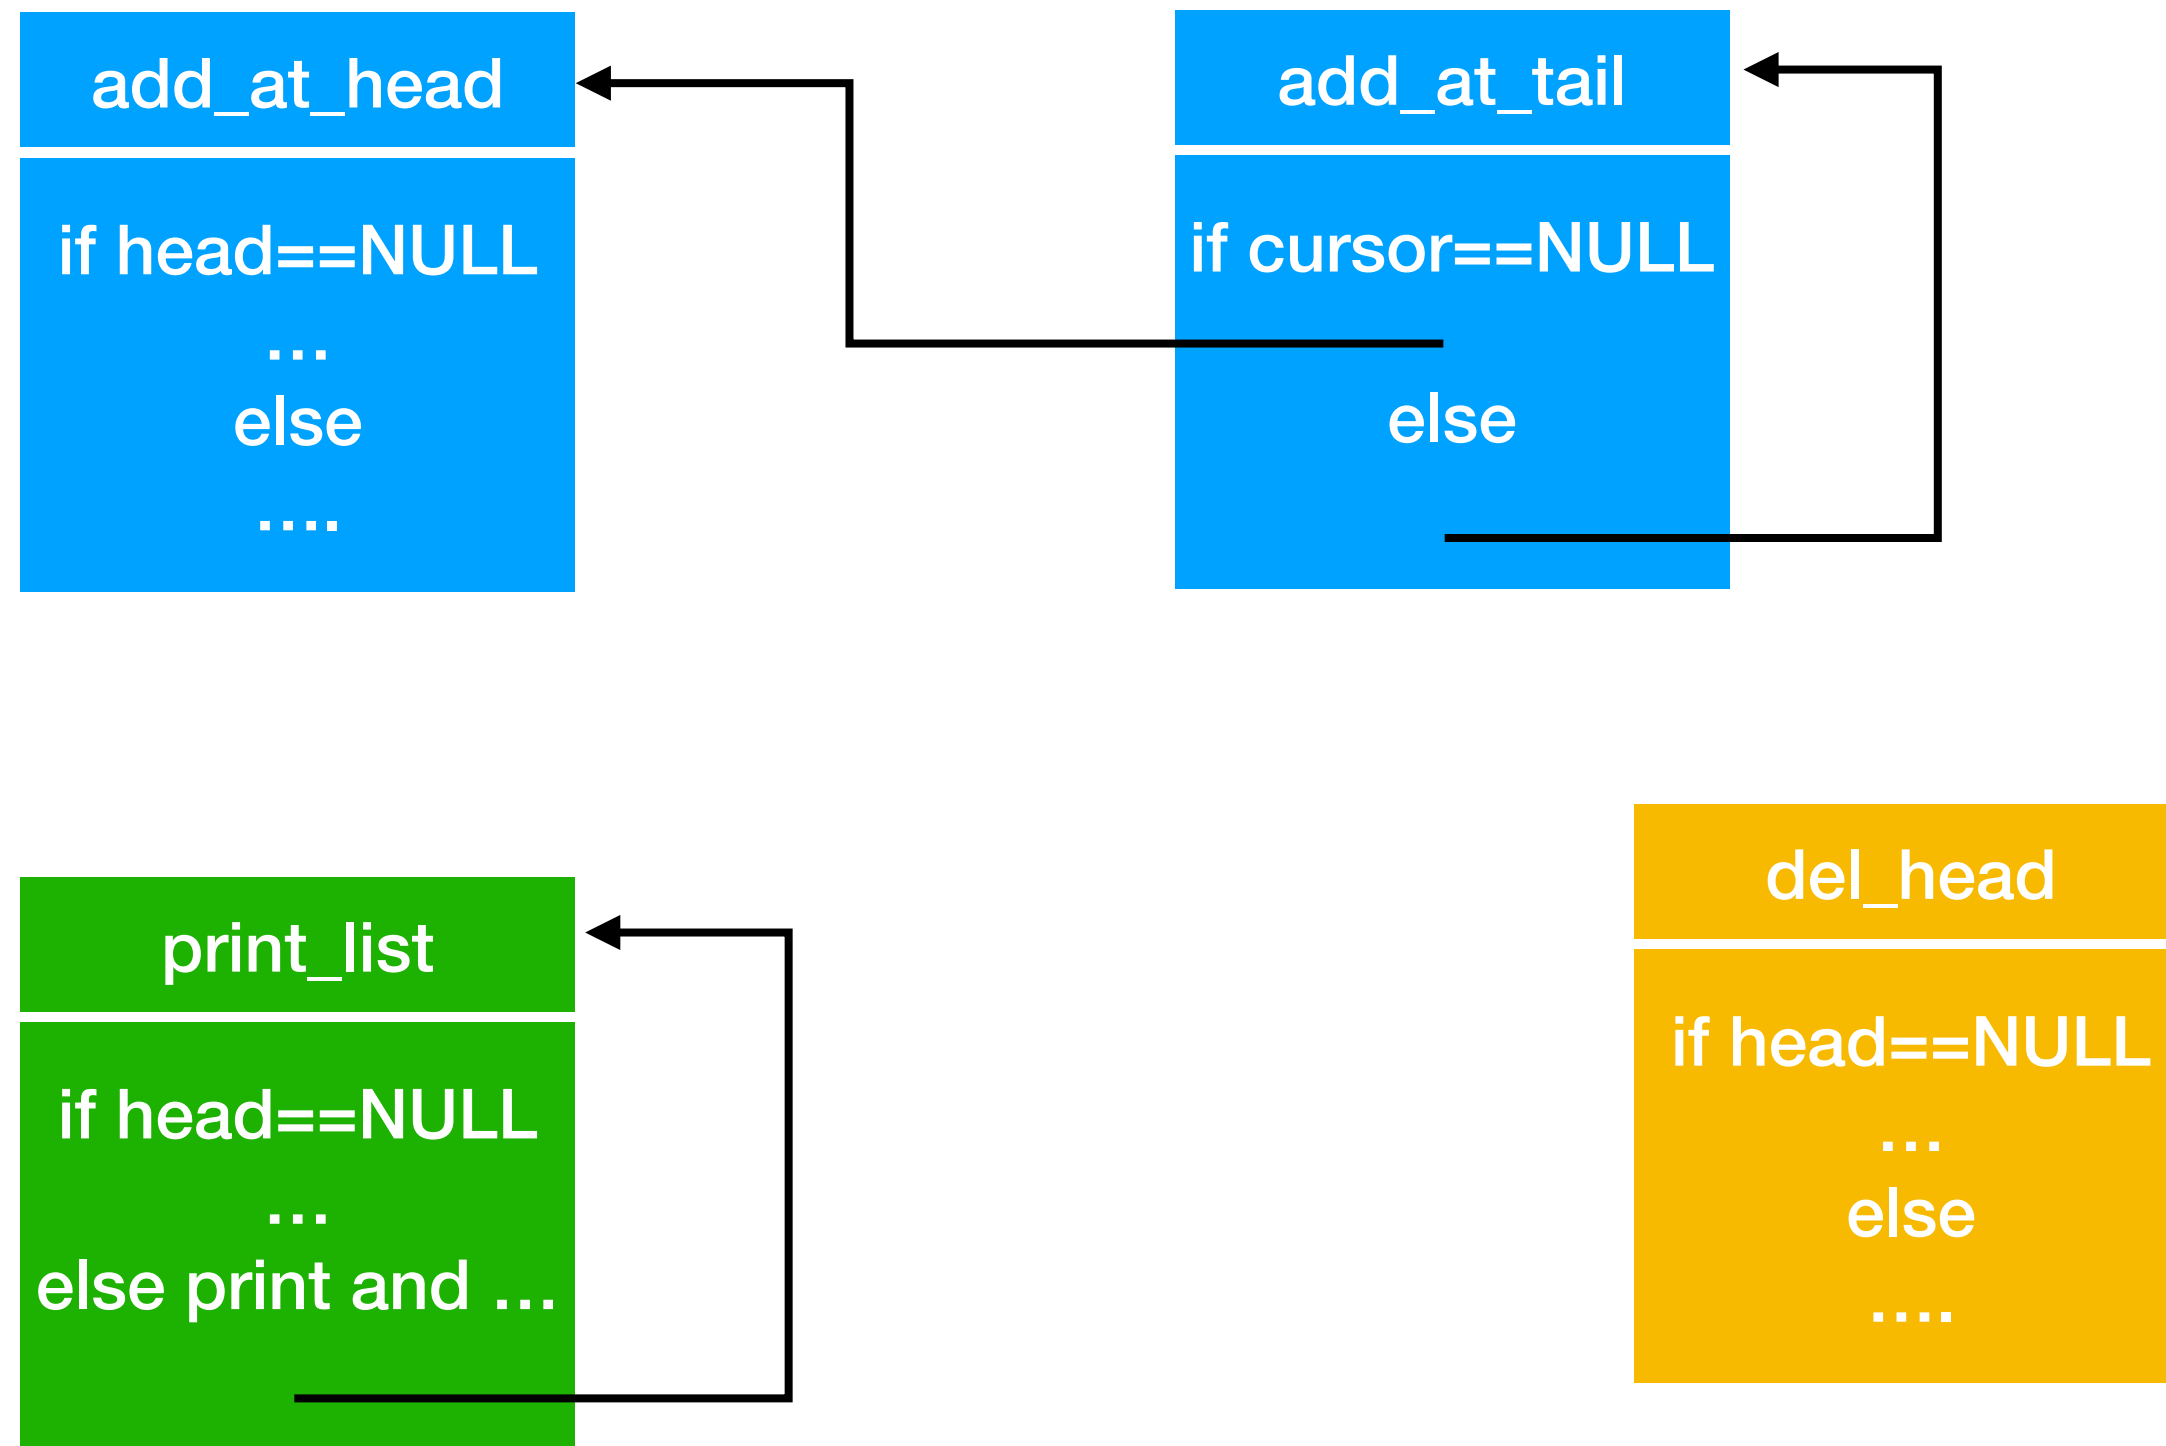 add_at_head
if head==NULL
...
else
....
add_at_tail
if cursor==NULL
else
print_list
if head==NULL
...
else print and ...
del_head
if head==NULL
...
else
....